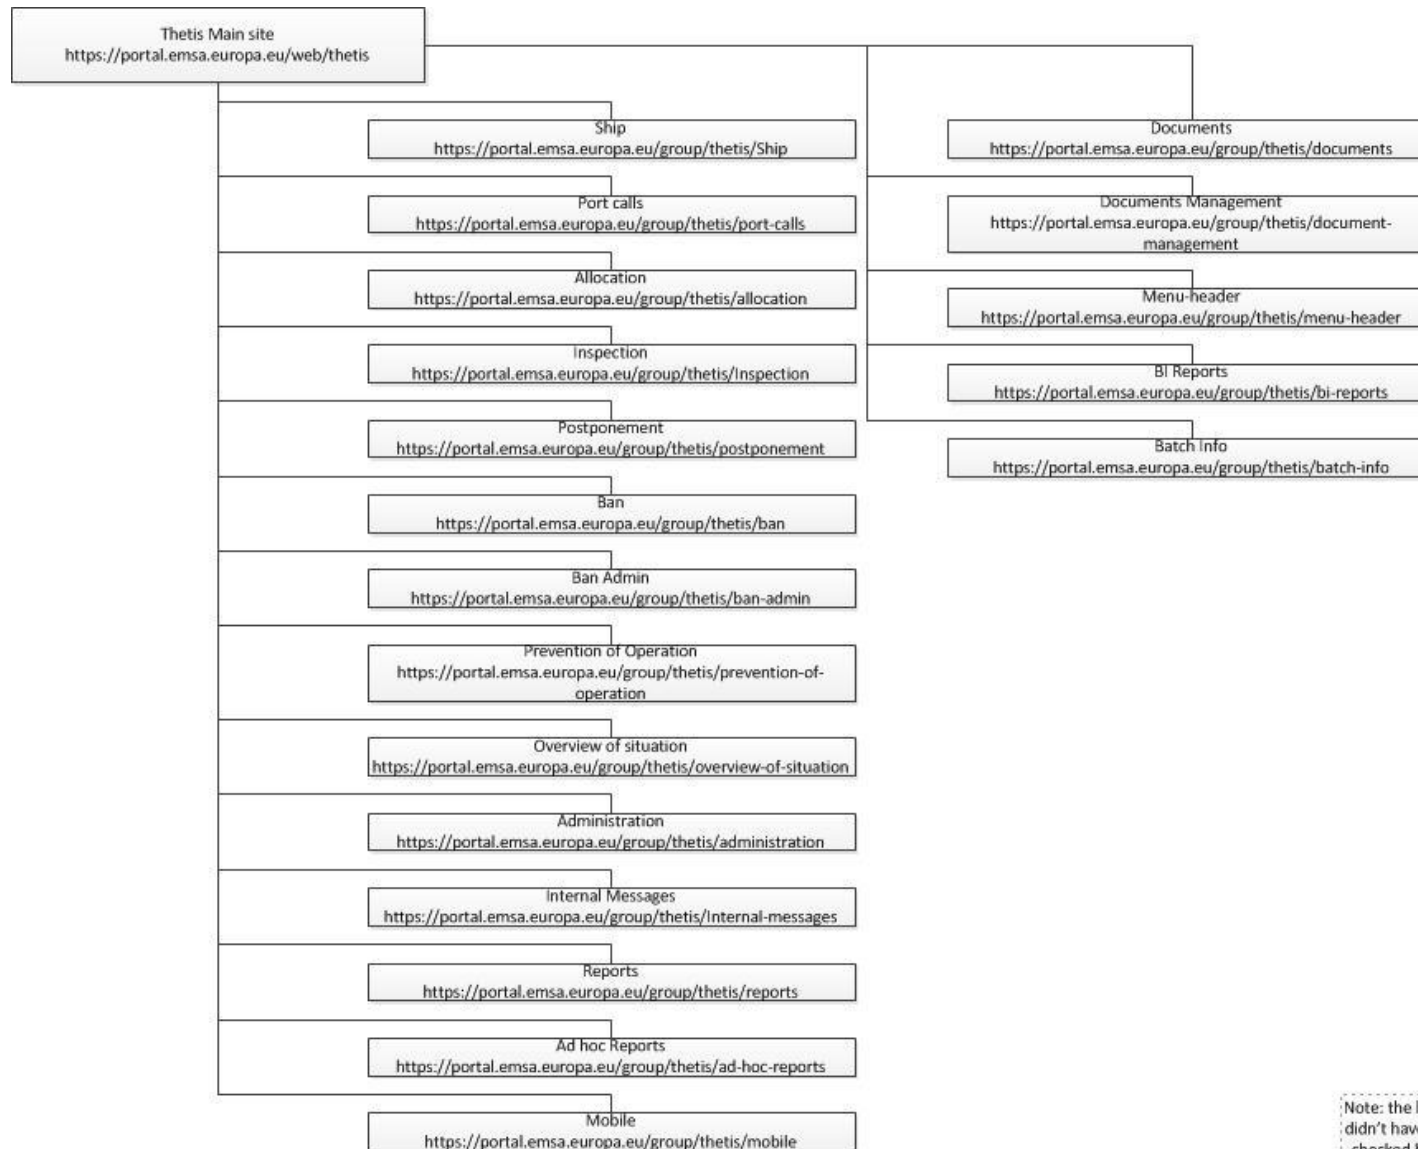 Thetis Main site
https://portal.emsa.europa.eu/web/thetis
Ship
https://portal.emsa.europa.eu/group/thetis/Ship
Port calls
https://portal.emsa.europa.eu/group/thetis/port-calls
Allocation
https://portal.emsa.europa.eu/group/thetis/allocation
Inspection
https://portal.emsa.europa.eu/group/thetis/Inspection
Postponement
https://portal.emsa.europa.eu/group/thetis/postponement
Ban
https://portal.emsa.europa.eu/group/thetis/ban
Ban Admin
https://portal.emsa.europa.eu/group/thetis/ban-admin
Prevention of Operation
https://portal.emsa.europa.eu/group/thetis/prevention-of-
operation
Overview of situation
https://portal.emsa.europa.eu/group/thetis/overview-of-situation
Administration
https://portal.emsa.europa.eu/group/thetis/administration
Internal Messages
https://portal.emsa.europa.eu/group/thetis/Internal-messages
Reports
https://portal.emsa.europa.eu/group/thetis/reports
Ad hoc Reports
https://portal.emsa.europa.eu/group/thetis/ad-hoc-reports
Mobile
https://portal.emsa.europa.eu/group/thetis/mobile
Documents
https://portal.emsa.europa.eu/group/thetis/documents
Documents Management
https://portal.emsa.europa.eu/group/thetis/document-
management
Menu-header
https://portal.emsa.europa.eu/group/thetis/menu-header
BI Reports
https://portal.emsa.europa.eu/group/thetis/bi-reports
Batch Info
https://portal.emsa.europa.eu/group/thetis/batch-info
Note: the
didn't hav
checked